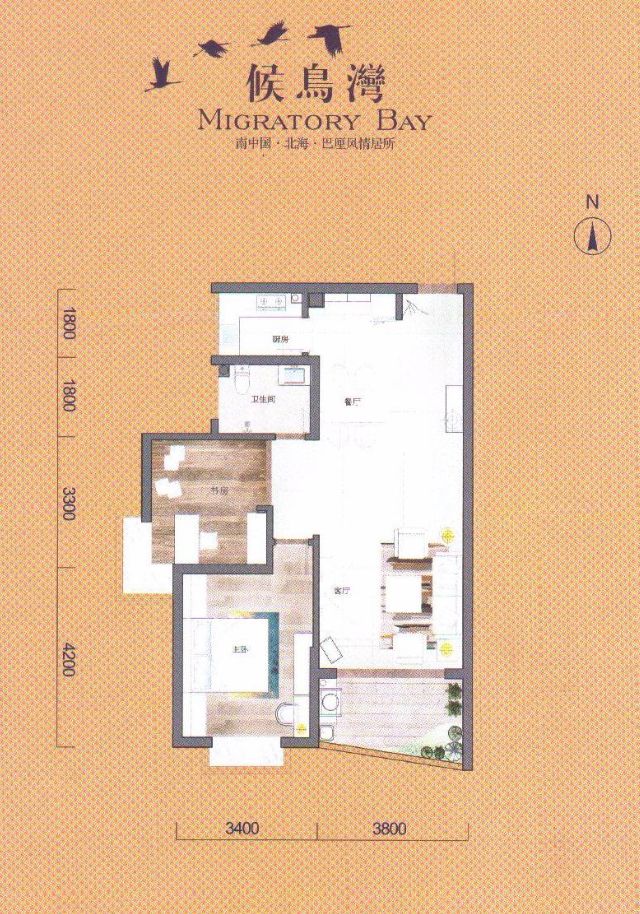 候鳥灣
MIGRATORY BAY
南中国·北海·巴厘风情居所
N
1800
厨房
1800
卫生间
餐厅
3300
书房
客厅
4200
主卧
3400
3800